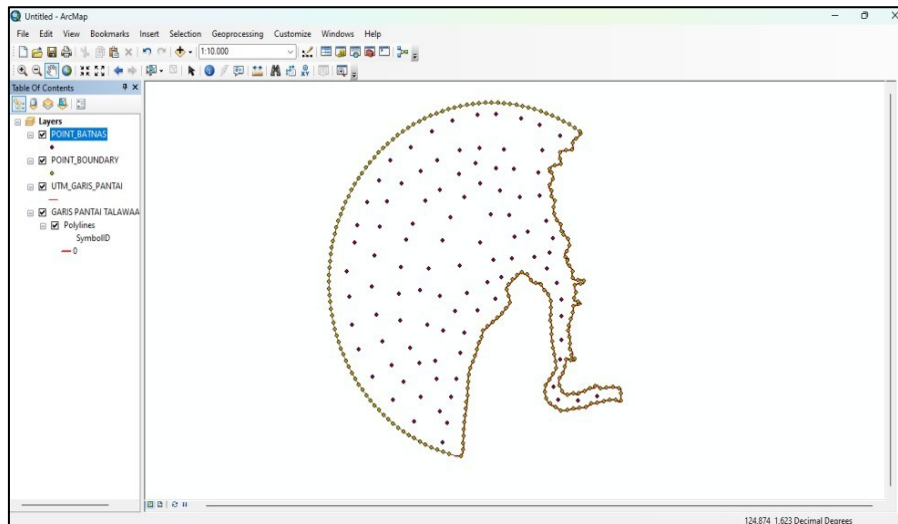 Untitled - ArcMap
File Edit View Bookmarks Insert Selection Geoprocessing Customize Windows Help
1:10.000
Table Of Contents
Layers
POINT_BATNAS
POINT_BOUNDARY
UTM_GARIS_PANTAI
GARIS PANTAI TALAWAA
Polylines
SymbolID
0
124,874 1,623 Decimal Degrees